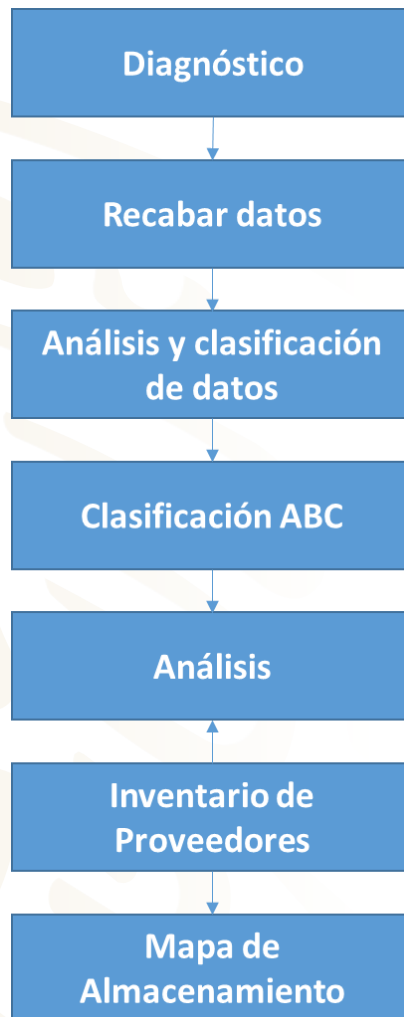 Diagnóstico
Recabar datos
Análisis y clasificación
de datos
Clasificación ABC
Análisis
Inventario de
Proveedores
Mapa de
Almacenamiento